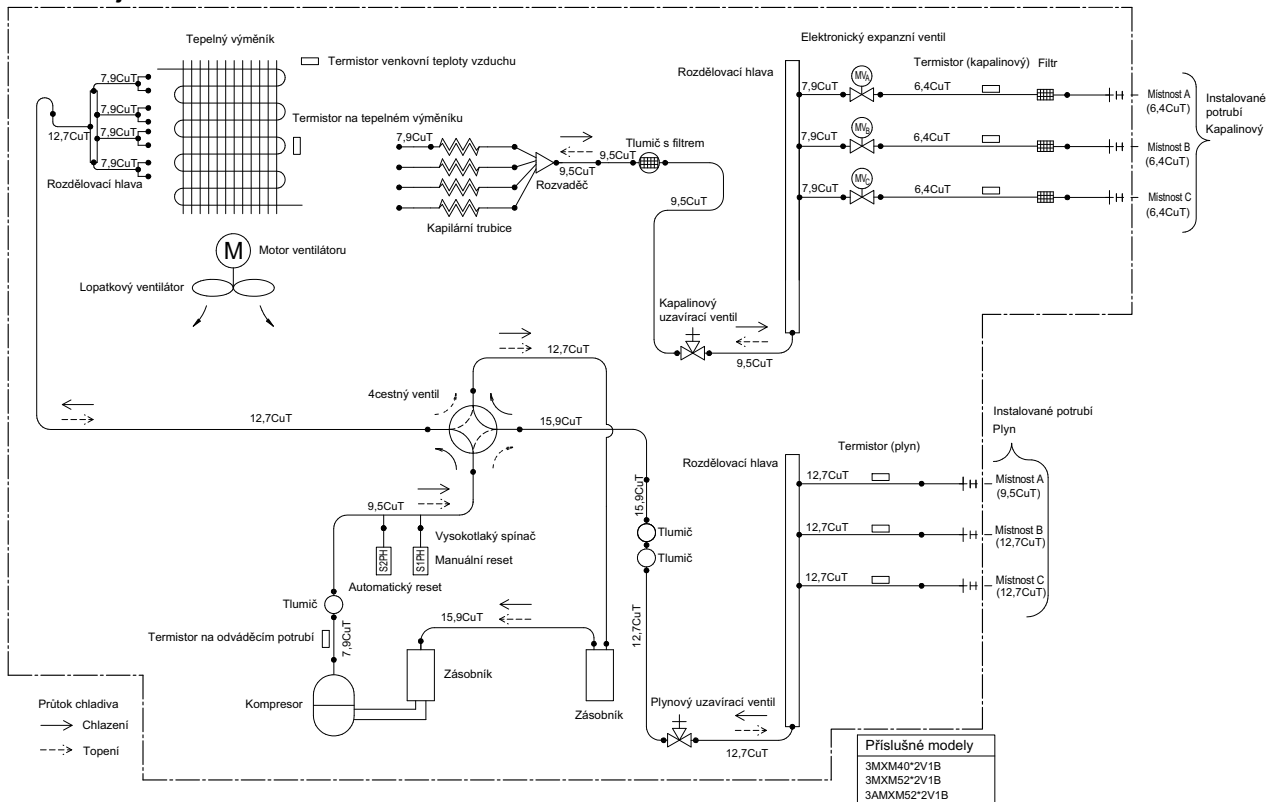 Tepelný výměník
Termistor venkovní teploty vzduchu
7,9CuT
7,9CuT
7,9CuT
7,9CuT
12,7CuT
Rozdělovací hlava
Termistor na tepelném výměníku
Motor ventilátoru
M
Lopatkový ventilátor
7,9CuT
Kapilární trubice
Rozvaděč
9,5CuT
9,5CuT
Tlumič s filtrem
9,5CuT
Kapalinový
uzavírací ventil
9,5CuT
Elektronický expanzní ventil
Rozdělovací hlava
Termistor (kapalinový)
Filtr
7,9CuT
MVA
6,4CuT
Místnost A
(6,4CuT)
7,9CuT
MVB
6,4CuT
Místnost B
(6,4CuT)
7,9CuT
MVC
6,4CuT
Místnost C
(6,4CuT)
Instalované
potrubí
Kapalinový
12,7CuT
4cestný ventil
12,7CuT
15,9CuT
9,5CuT
Vysokotlaký spínač
S2PH
S1PH
Manuální reset
Automatický reset
Tlumič
Termistor na odváděcím potrubí
7,9CuT
Kompresor
15,9CuT
Zásobník
Zásobník
15,9CuT
Tlumič
Tlumič
12,7CuT
Plynový uzavírací ventil
12,7CuT
Rozdělovací hlava
Termistor (plyn)
Instalované potrubí
Plyn
12,7CuT
Místnost A
(9,5CuT)
12,7CuT
Místnost B
(12,7CuT)
12,7CuT
Místnost C
(12,7CuT)
Průtok chladiva
Chlazení
Topení
Příslušné modely
3MXM40*2V1B
3MXM52*2V1B
3AMXM52*2V1B